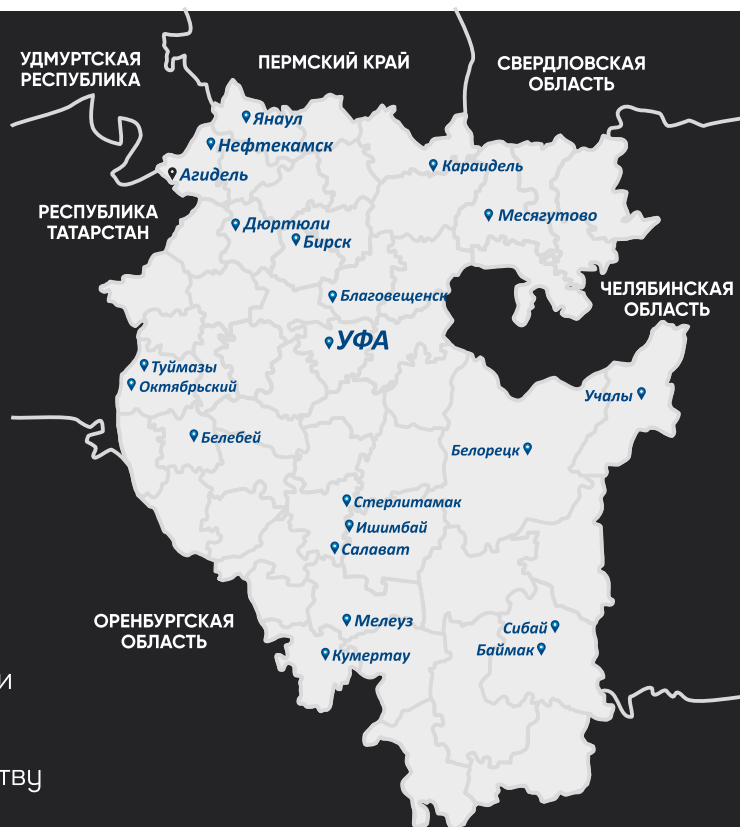 УДМУРТСКАЯ
РЕСПУБЛИКА
ПЕРМСКИЙ КРАЙ
СВЕРДЛОВСКАЯ
ОБЛАСТЬ
Янаул
Нефтекамск
Караидель
Агидель
РЕСПУБЛИКА
ТАТАРСТАН
Дюртюли
Месягутово
Бирск
ЧЕЛЯБИНСКАЯ
ОБЛАСТЬ
Благовещенск
УФА
Туймазы
Октябрьский
Учалы
Белебей
Белорецк
Стерлитамак
Ишимбай
Салават
ОРЕНБУРГСКАЯ
ОБЛАСТЬ
Мелеуз
Сибай
Баймак
Кумертау
и
тву